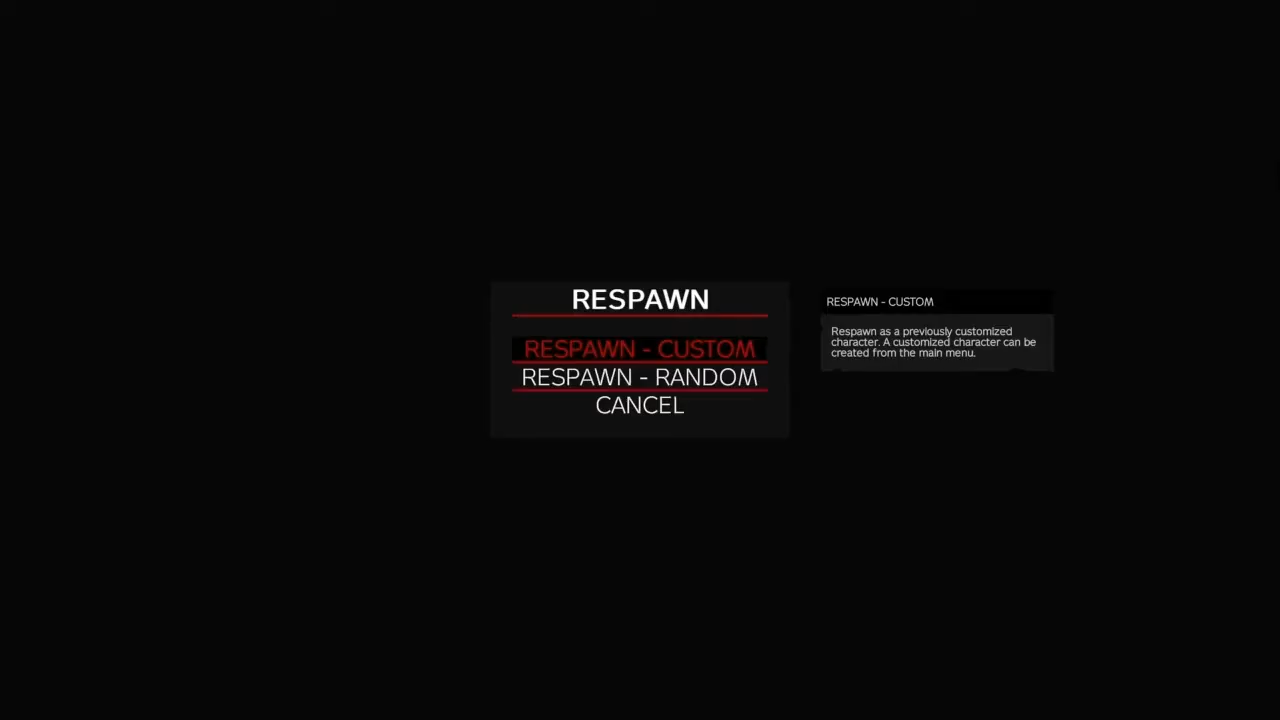 RESPAWN
RESPAWN - CUSTOM
RESPAWN - RANDOM
CANCEL
RESPAWN - CUSTOM
Respawn as a previously customized
character. A customized character can be
created from the main menu.